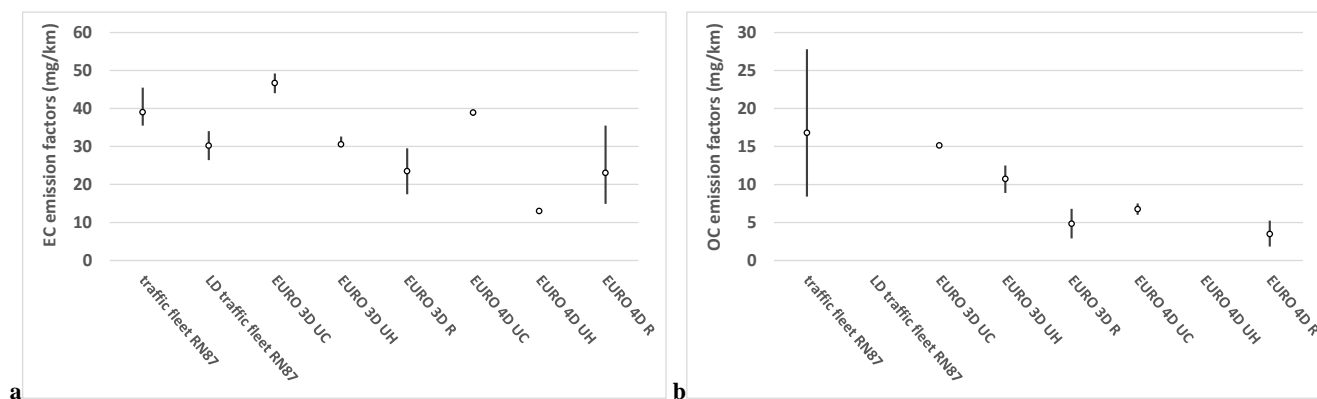 EC emission factors (mg/km)
60
50
40
30
20
10
0
traffic fleet RN87
LD traffic fleet RN87
EURO 3D UC
EURO 3D UH
EURO 3D R
EURO 4D UC
EURO 4D UH
EURO 4D R
a
OC emission factors (mg/km)
30
25
20
15
10
5
0
traffic fleet RN87
LD traffic fleet RN87
EURO 3D UC
EURO 3D UH
EURO 3D R
EURO 4D UC
EURO 4D UH
EURO 4D R
b